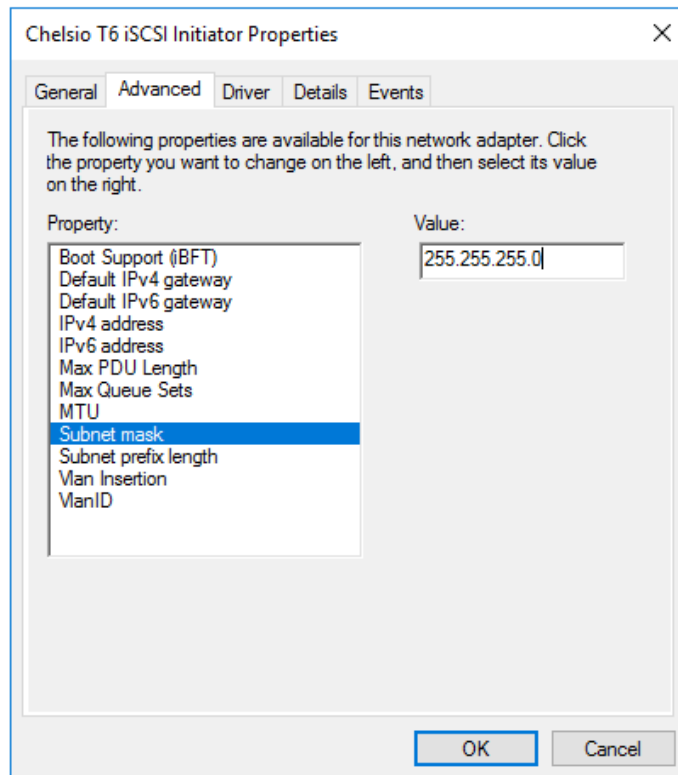 Chelsio T6 iSCSI Initiator Properties
General Advanced Driver Details Events
The following properties are available for this network adapter. Click
the property you want to change on the left, and then select its value
on the right.
Property:
Value:
Boot Support (iBFT)
Default IPv4 gateway
Default IPv6 gateway
IPv4 address
IPv6 address
Max PDU Length
Max Queue Sets
MTU
Subnet mask
Subnet prefix length
Vlan Insertion
VlanID
255.255.255.0
OK
Cancel